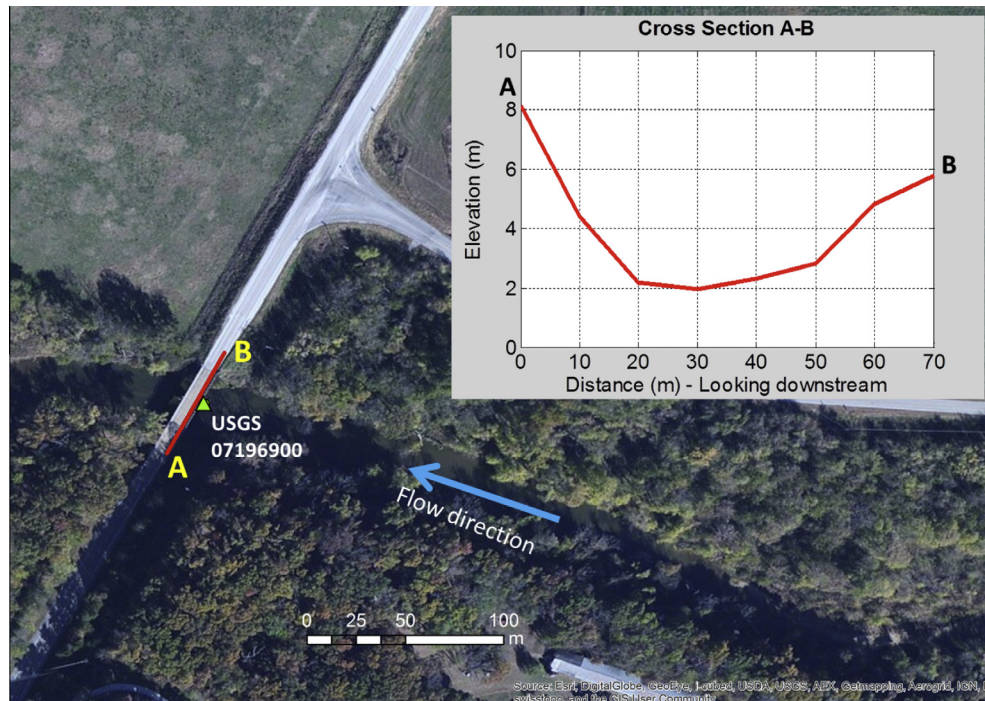 Cross Section A-B
10
8
6
4
2
0
A
B
Elevation (m)
0 10 20 30 40 50 60 70
Distance (m) - Looking downstream
B
USGS
07196900
A
Flow direction
0 25 50 100
m
Source: Esri, DigitalGlobe, GeoEye, i-cubed, USDA, USGS, AEX, Getmapping, Aerogrid, IGN,
swisstopo, and the GIS User Community